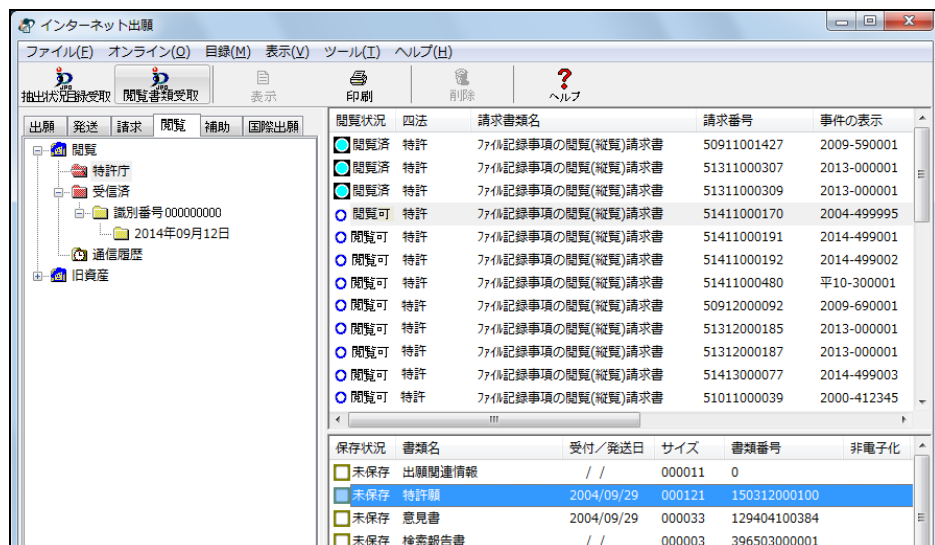 インターネット出願
ファイル(F) オンライン(O) 目録(M) 表示(V) ツール(T) ヘルプ(H)
抽出状況目録受取 閲覧書類受取 表示 印刷 削除 ヘルプ
出願 発送 請求 閲覧 補助 国際出願
閲覧
特許庁
受信済
識別番号000000000
2014年09月12日
通信履歴
旧資産
閲覧状況 四法 請求書類名 請求番号 事件の表示
閲覧済 特許 ファイル記録事項の閲覧(縦覧)請求書 50911001427 2009-590001
閲覧済 特許 ファイル記録事項の閲覧(縦覧)請求書 51311000307 2013-000001
閲覧済 特許 ファイル記録事項の閲覧(縦覧)請求書 51311000309 2013-000001
閲覧可 特許 ファイル記録事項の閲覧(縦覧)請求書 51411000170 2004-499995
閲覧可 特許 ファイル記録事項の閲覧(縦覧)請求書 51411000191 2014-499001
閲覧可 特許 ファイル記録事項の閲覧(縦覧)請求書 51411000192 2014-499002
閲覧可 特許 ファイル記録事項の閲覧(縦覧)請求書 51411000480 平10-300001
閲覧可 特許 ファイル記録事項の閲覧(縦覧)請求書 50912000092 2009-690001
閲覧可 特許 ファイル記録事項の閲覧(縦覧)請求書 51312000185 2013-000001
閲覧可 特許 ファイル記録事項の閲覧(縦覧)請求書 51312000187 2013-000001
閲覧可 特許 ファイル記録事項の閲覧(縦覧)請求書 51413000077 2014-499003
閲覧可 特許 ファイル記録事項の閲覧(縦覧)請求書 51011000039 2000-412345
保存状況 書類名 受付／発送日 サイズ 書類番号 非電子化
未保存 出願関連情報 / / 000011 0
未保存 特許願 2004/09/29 000121 150312000100
未保存 意見書 2004/09/29 000033 129404100384
未保存 検索報告書 / / 000003 396503000001